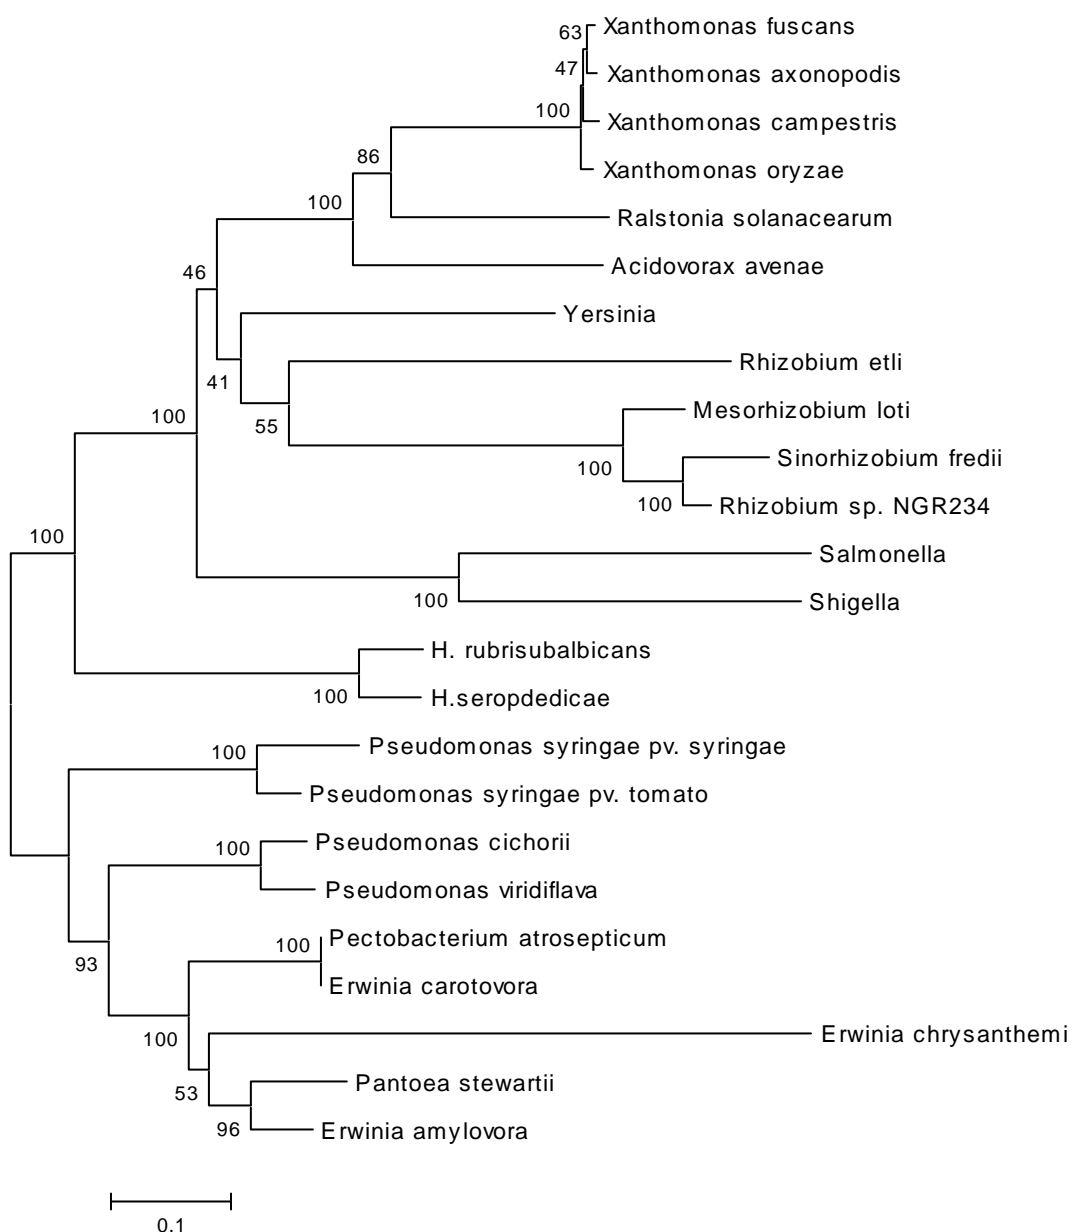 63 Xanthomonas fuscans
47 Xanthomonas axonopodis
100 Xanthomonas campestris
86 Xanthomonas oryzae
100 Ralstonia solanacearum
46 Acidovorax avenae
Yersinia
41 Rhizobium etli
100 55 Mesorhizobium loti
100 Sinorhizobium fredii
100 Rhizobium sp. NGR234
100 Salmonella
100 Shigella
H. rubrisubalbicans
100 H.seropdedicae
100 Pseudomonas syringae pv. syringae
Pseudomonas syringae pv. tomato
100 Pseudomonas cichorii
Pseudomonas viridiflava
93 100 Pectobacterium atrosepticum
Erwinia carotovora
100 Erwinia chrysanthemi
53 Pantoea stewartii
96 Erwinia amylovora
0.1